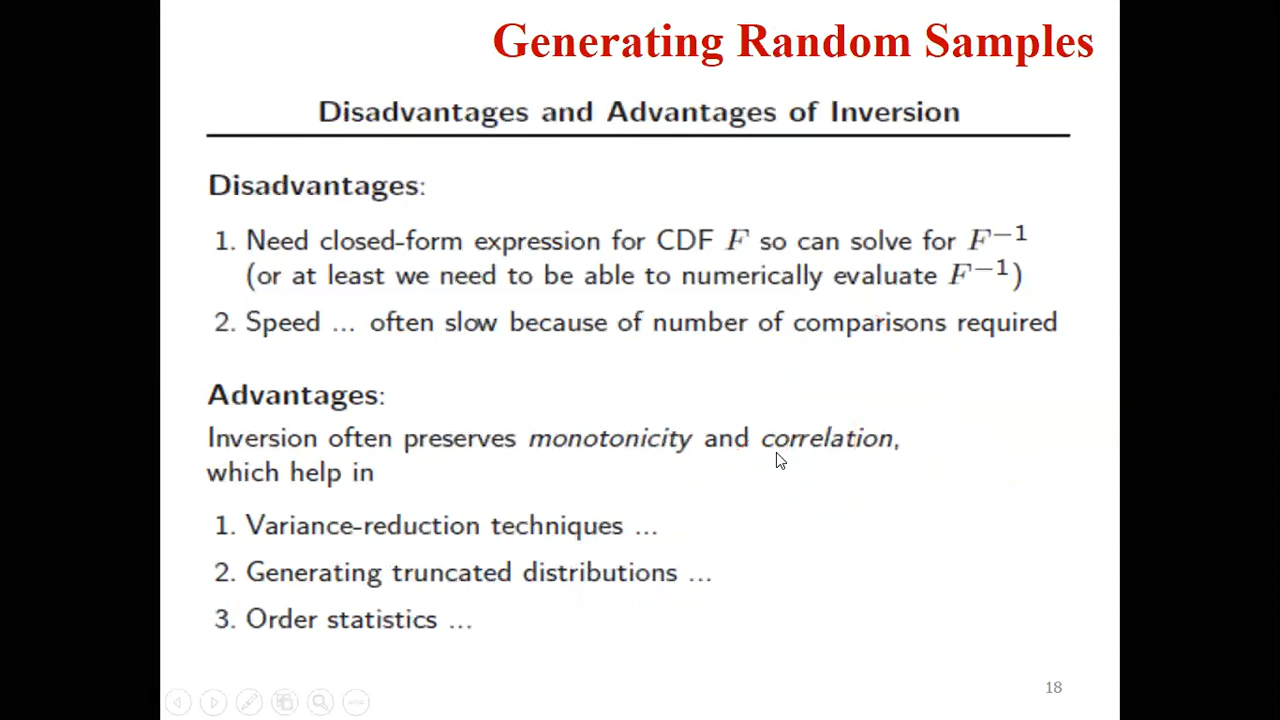 Generating Random Samples
Disadvantages and Advantages of Inversion
Disadvantages:
1. Need closed-form expression for CDF F so can solve for F⁻¹
(or at least we need to be able to numerically evaluate F⁻¹)
2. Speed ... often slow because of number of comparisons required
Advantages:
Inversion often preserves monotonicity and correlation,
which help in
1. Variance-reduction techniques ...
2. Generating truncated distributions ...
3. Order statistics ...
18